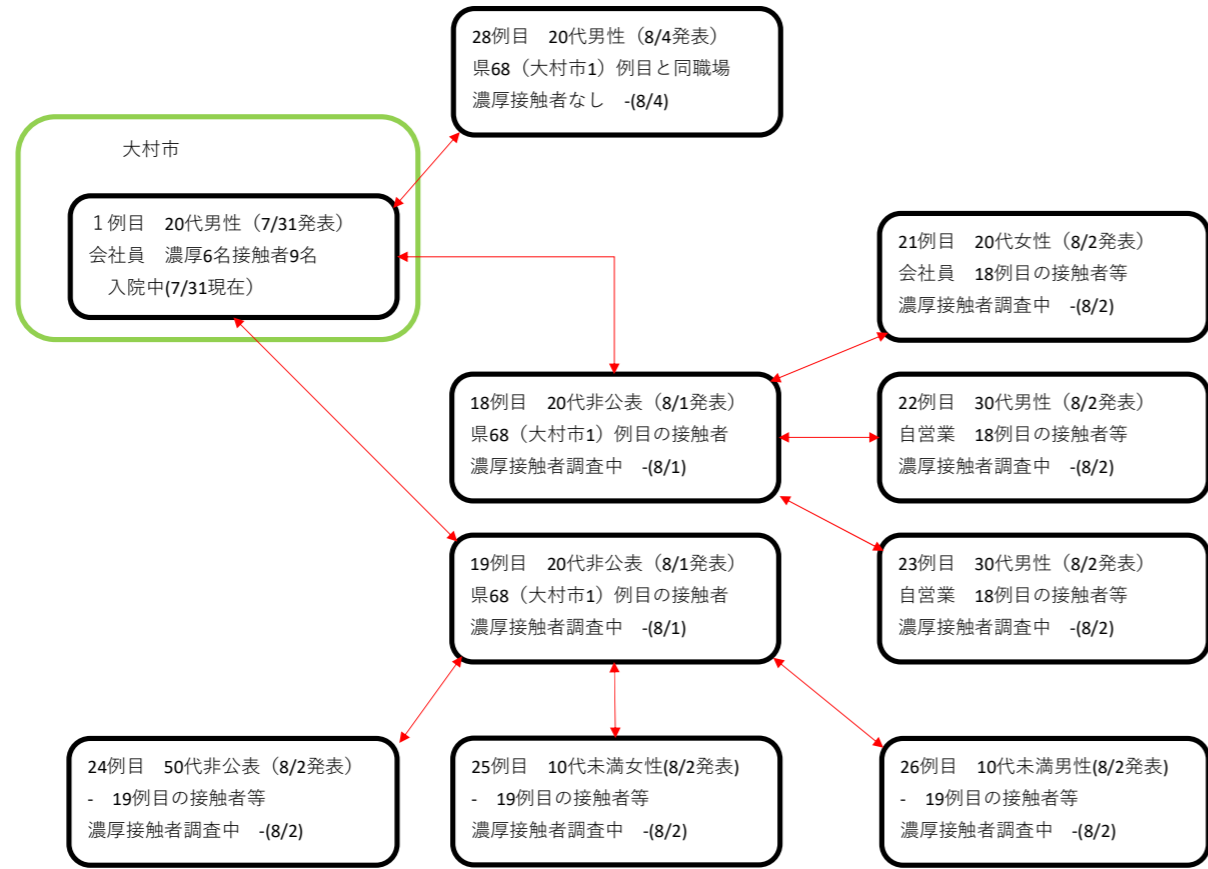 28例目　20代男性（8/4発表）
県68（大村市1）例目と同職場
濃厚接触者なし　-(8/4)
大村市
１例目　20代男性（7/31発表）
会社員　濃厚6名接触者9名
入院中(7/31現在）
21例目　20代女性（8/2発表）
会社員　18例目の接触者等
濃厚接触者調査中　-(8/2)
18例目　20代非公表（8/1発表）
県68（大村市1）例目の接触者
濃厚接触者調査中　-(8/1)
22例目　30代男性（8/2発表）
自営業　18例目の接触者等
濃厚接触者調査中　-(8/2)
19例目　20代非公表（8/1発表）
県68（大村市1）例目の接触者
濃厚接触者調査中　-(8/1)
23例目　30代男性（8/2発表）
自営業　18例目の接触者等
濃厚接触者調査中　-(8/2)
24例目　50代非公表（8/2発表）
-　19例目の接触者等
濃厚接触者調査中　-(8/2)
25例目　10代未満女性(8/2発表)
-　19例目の接触者等
濃厚接触者調査中　-(8/2)
26例目　10代未満男性(8/2発表)
-　19例目の接触者等
濃厚接触者調査中　-(8/2)